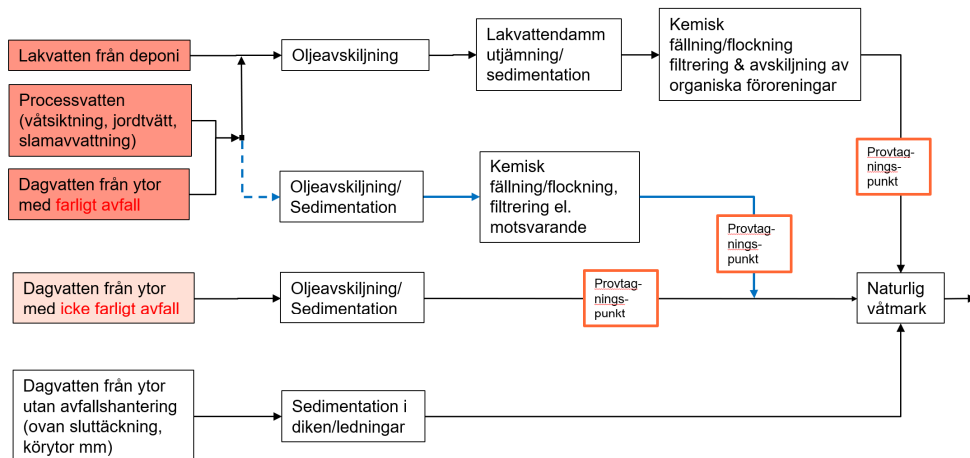 Lakvatten från deponi
Oljeavskiljning
Lakvattendamm
utjämning/
sedimentation
Kemisk
fällning/flockning
filtrering & avskiljning av
organiska föroreningar
Processvatten
(våtsiktning, jordtvätt,
slamavvattning)
Provtag-
nings-
punkt
Dagvatten från ytor
med farligt avfall
Oljeavskiljning/
Sedimentation
Kemisk
fällning/flockning,
filtrering el.
motsvarande
Provtag-
nings-
punkt
Dagvatten från ytor
med icke farligt avfall
Oljeavskiljning/
Sedimentation
Provtag-
nings-
punkt
Naturlig
våtmark
Dagvatten från ytor
utan avfallshantering
(ovan sluttäckning,
körytor mm)
Sedimentation i
diken/ledningar